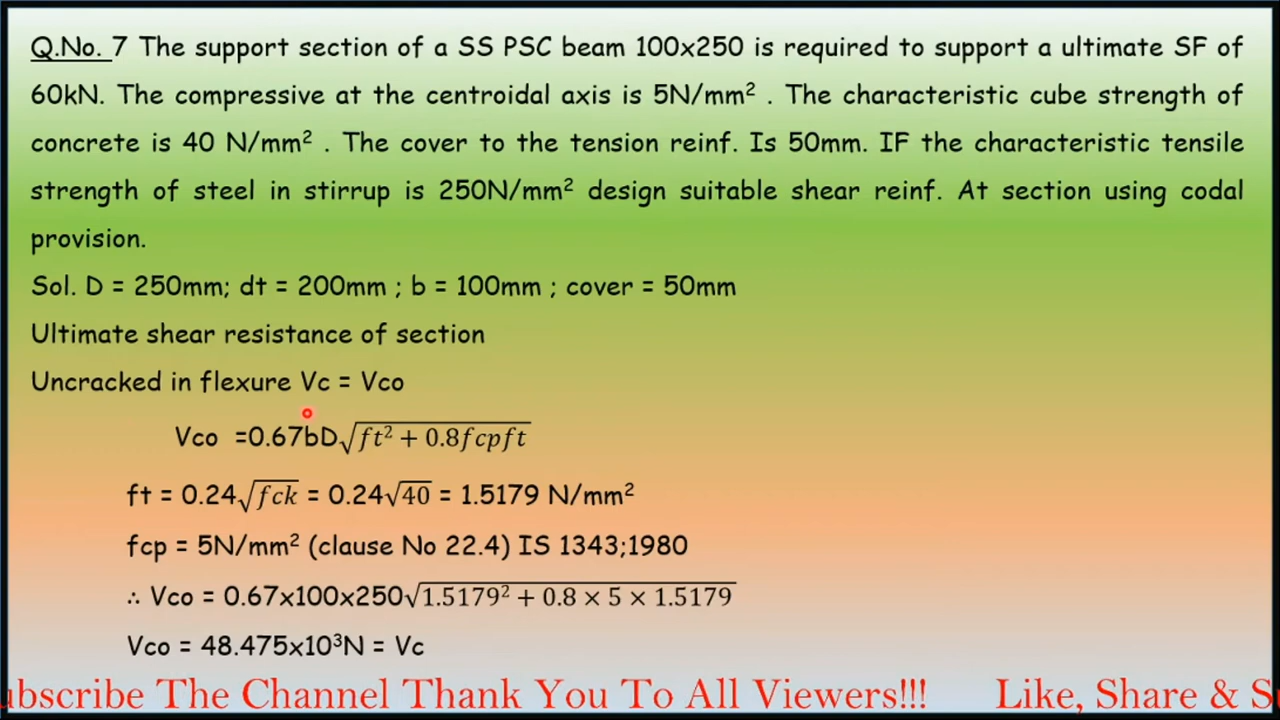 Q.No. 7 The support section of a SS PSC beam 100x250 is required to support a ultimate SF of
60kN. The compressive at the centroidal axis is 5N/mm² . The characteristic cube strength of
concrete is 40 N/mm² . The cover to the tension reinf. Is 50mm. IF the characteristic tensile
strength of steel in stirrup is 250N/mm² design suitable shear reinf. At section using codal
provision.
Sol. D = 250mm; dt = 200mm ; b = 100mm ; cover = 50mm
Ultimate shear resistance of section
Uncracked in flexure Vc = Vco
Vco =0.67bD√ft² + 0.8fcpft
ft = 0.24√fck = 0.24√40 = 1.5179 N/mm²
fcp = 5N/mm² (clause No 22.4) IS 1343;1980
∴ Vco = 0.67x100x250√1.5179² + 0.8 × 5 × 1.5179
Vco = 48.475x10³N = Vc
ubscribe The Channel Thank You To All Viewers!!! Like, Share & S